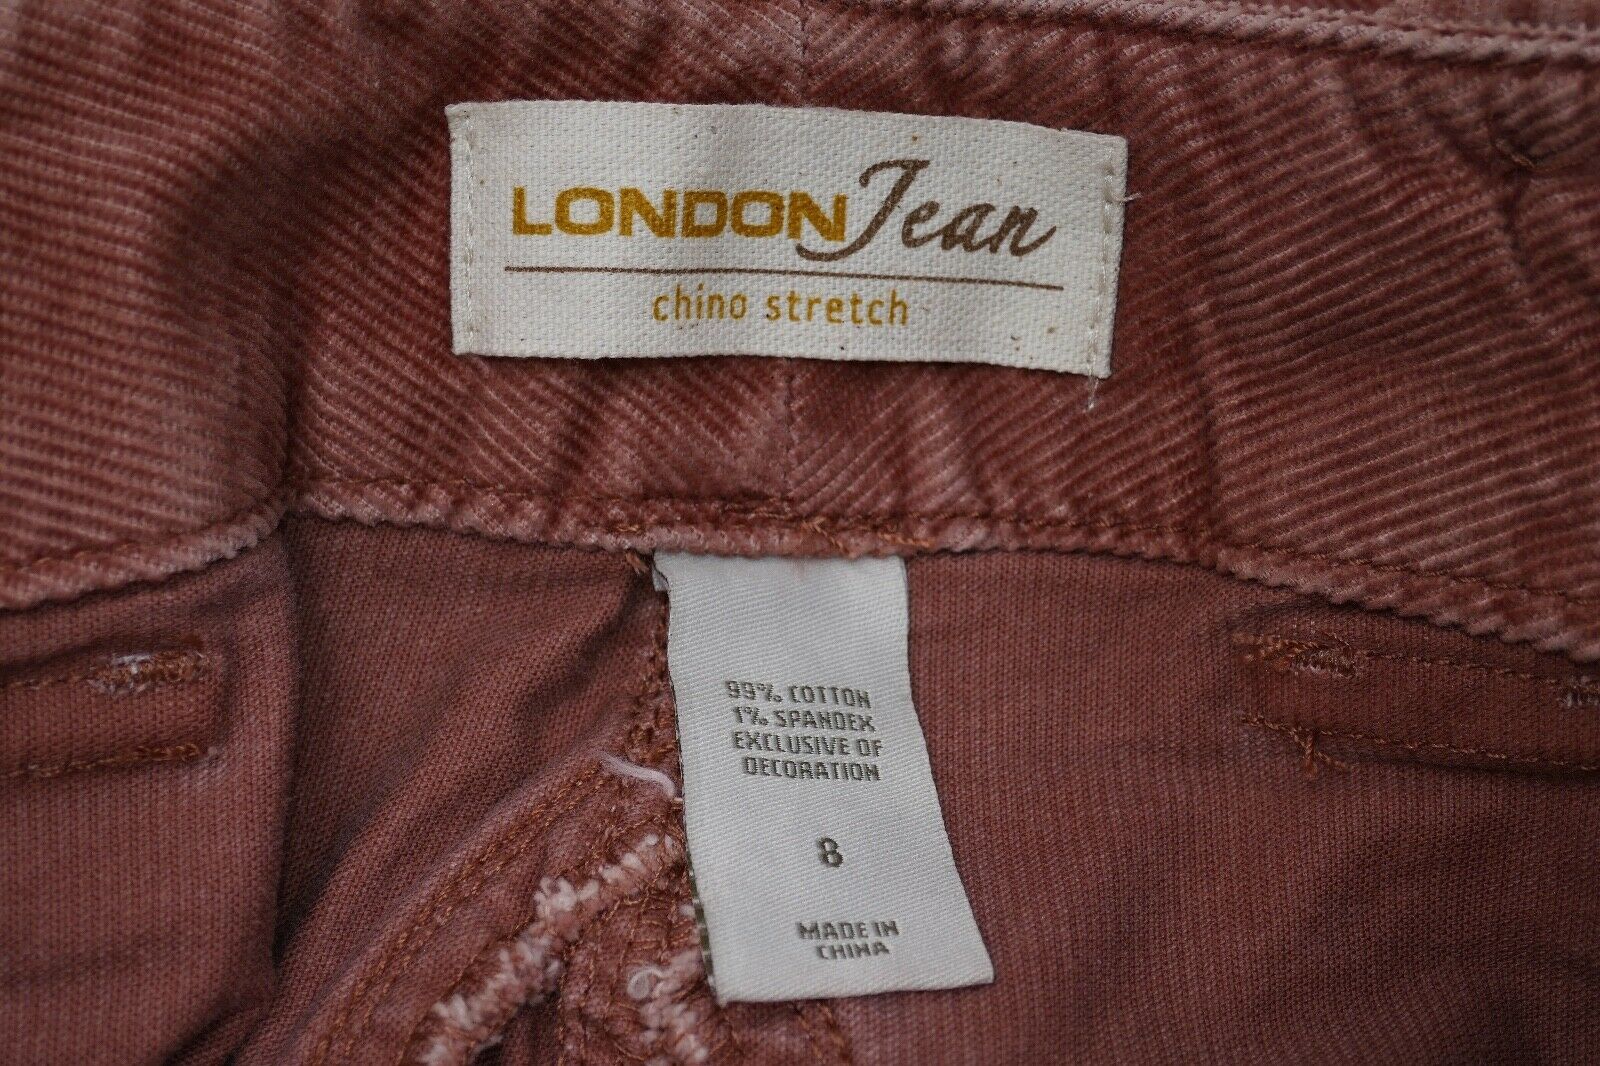 LONDON Jean
chino stretch
99% COTTON
1% SPANDEX
EXCLUSIVE OF
DECORATION
8
MADE IN
CHINA